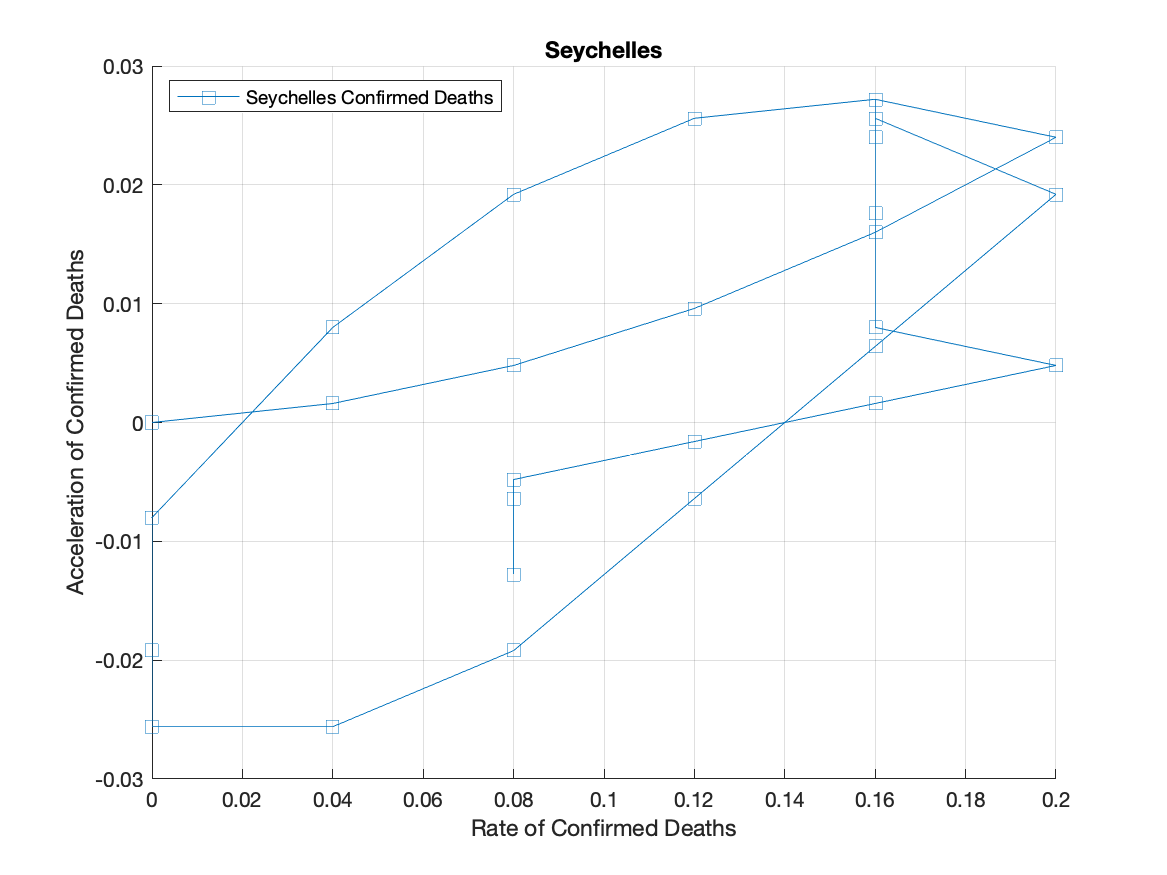 Seychelles
Seychelles Confirmed Deaths
0.03
0.02
0.01
0
-0.01
-0.02
-0.03
Acceleration of Confirmed Deaths
0 0.02 0.04 0.06 0.08 0.1 0.12 0.14 0.16 0.18 0.2
Rate of Confirmed Deaths